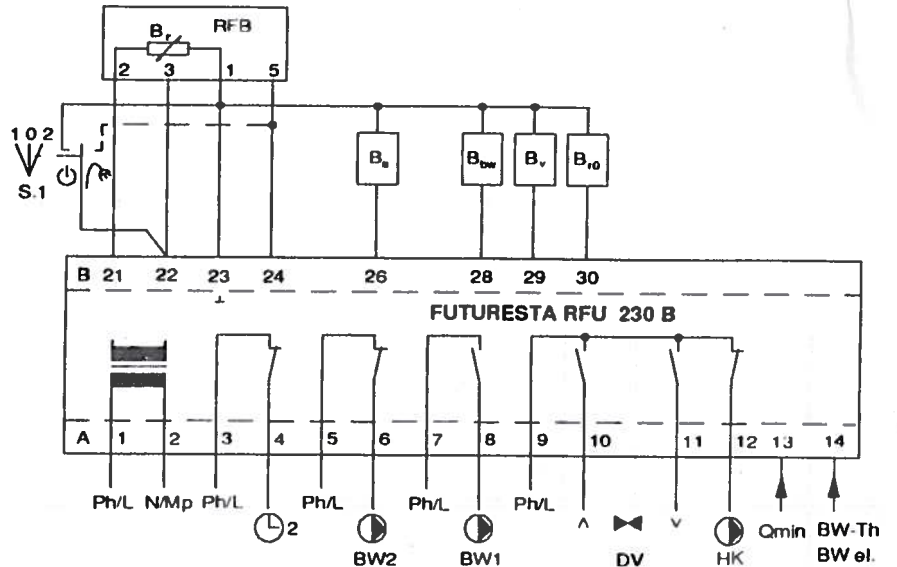 RFB
Br
2 3 1 5
1 0 2
S.1
Ba Bbw Bv Br0
B 21 22 23 24 26 28 29 30
FUTURESTA RFU 230 B
A 1 2 3 4 5 6 7 8 9 10 11 12 13 14
Ph/L N/Mp Ph/L 2 Ph/L BW2 Ph/L BW1 Ph/L DV HK Qmin BW-Th
BW el.